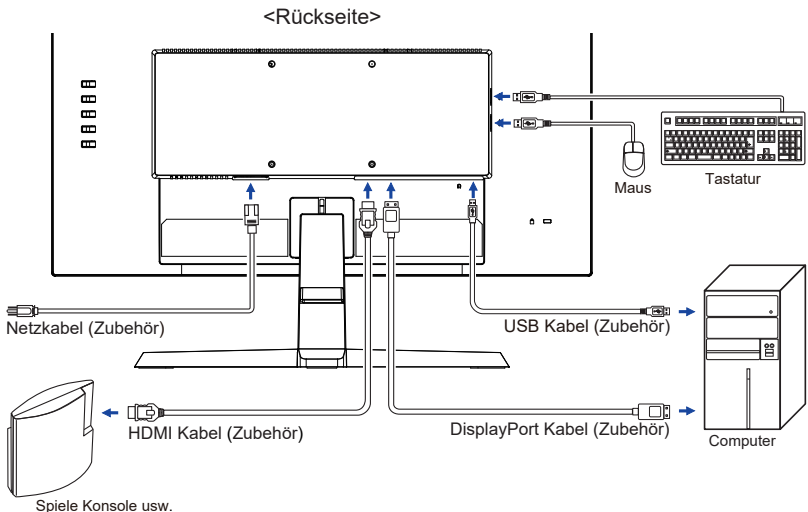 <Rückseite>
Maus
Tastatur
Netzkabel (Zubehör)
USB Kabel (Zubehör)
HDMI Kabel (Zubehör)
DisplayPort Kabel (Zubehör)
Computer
Spiele Konsole usw.